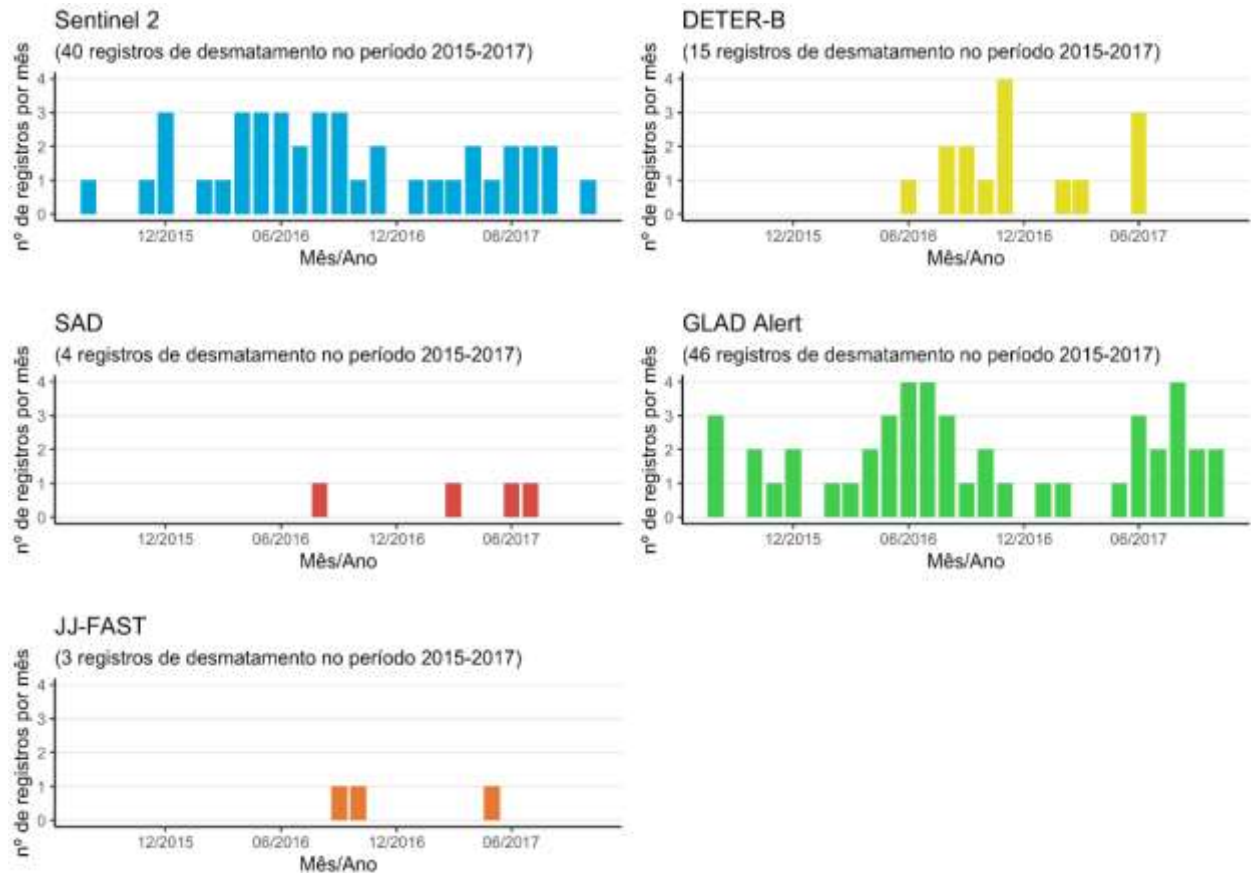 Sentinel 2
(40 registros de desmatamento no período 2015-2017)
nº de registros por mês
4
3
2
1
0
12/2015 06/2016 12/2016 06/2017
Mês/Ano
DETER-B
(15 registros de desmatamento no período 2015-2017)
nº de registros por mês
4
3
2
1
0
12/2015 06/2016 12/2016 06/2017
Mês/Ano
SAD
(4 registros de desmatamento no período 2015-2017)
nº de registros por mês
4
3
2
1
0
12/2015 06/2016 12/2016 06/2017
Mês/Ano
GLAD Alert
(46 registros de desmatamento no período 2015-2017)
nº de registros por mês
4
3
2
1
0
12/2015 06/2016 12/2016 06/2017
Mês/Ano
JJ-FAST
(3 registros de desmatamento no período 2015-2017)
nº de registros por mês
4
3
2
1
0
12/2015 06/2016 12/2016 06/2017
Mês/Ano